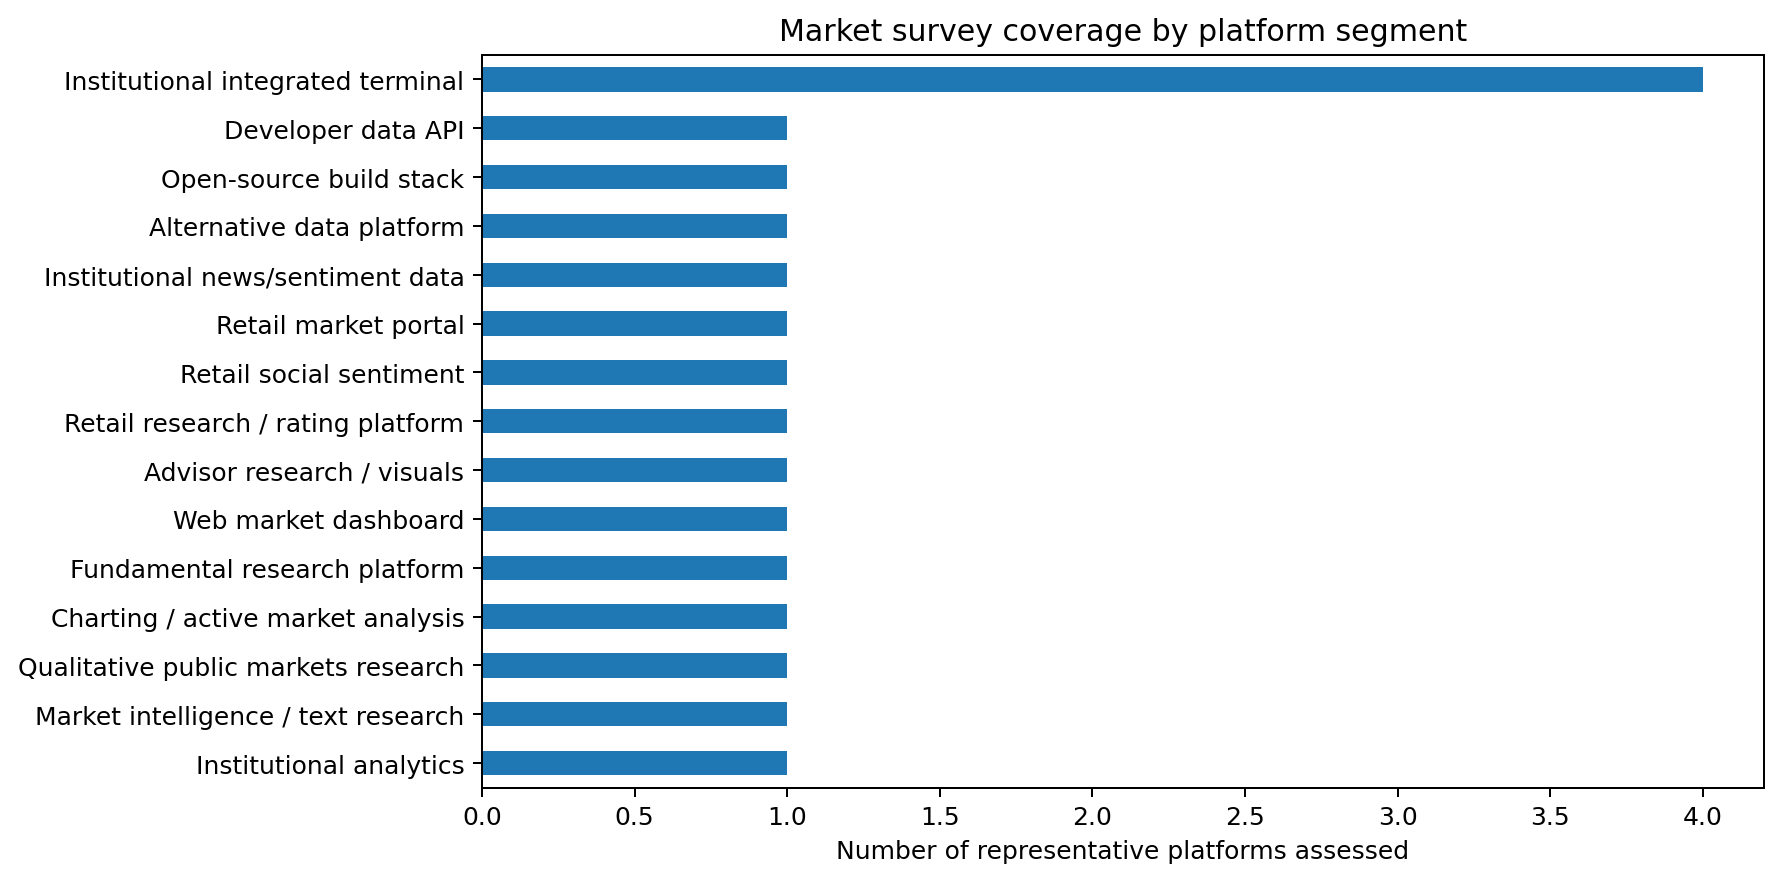 Market survey coverage by platform segment
Institutional integrated terminal
Developer data API
Open-source build stack
Alternative data platform
Institutional news/sentiment data
Retail market portal
Retail social sentiment
Retail research / rating platform
Advisor research / visuals
Web market dashboard
Fundamental research platform
Charting / active market analysis
Qualitative public markets research
Market intelligence / text research
Institutional analytics
0.0 0.5 1.0 1.5 2.0 2.5 3.0 3.5 4.0
Number of representative platforms assessed